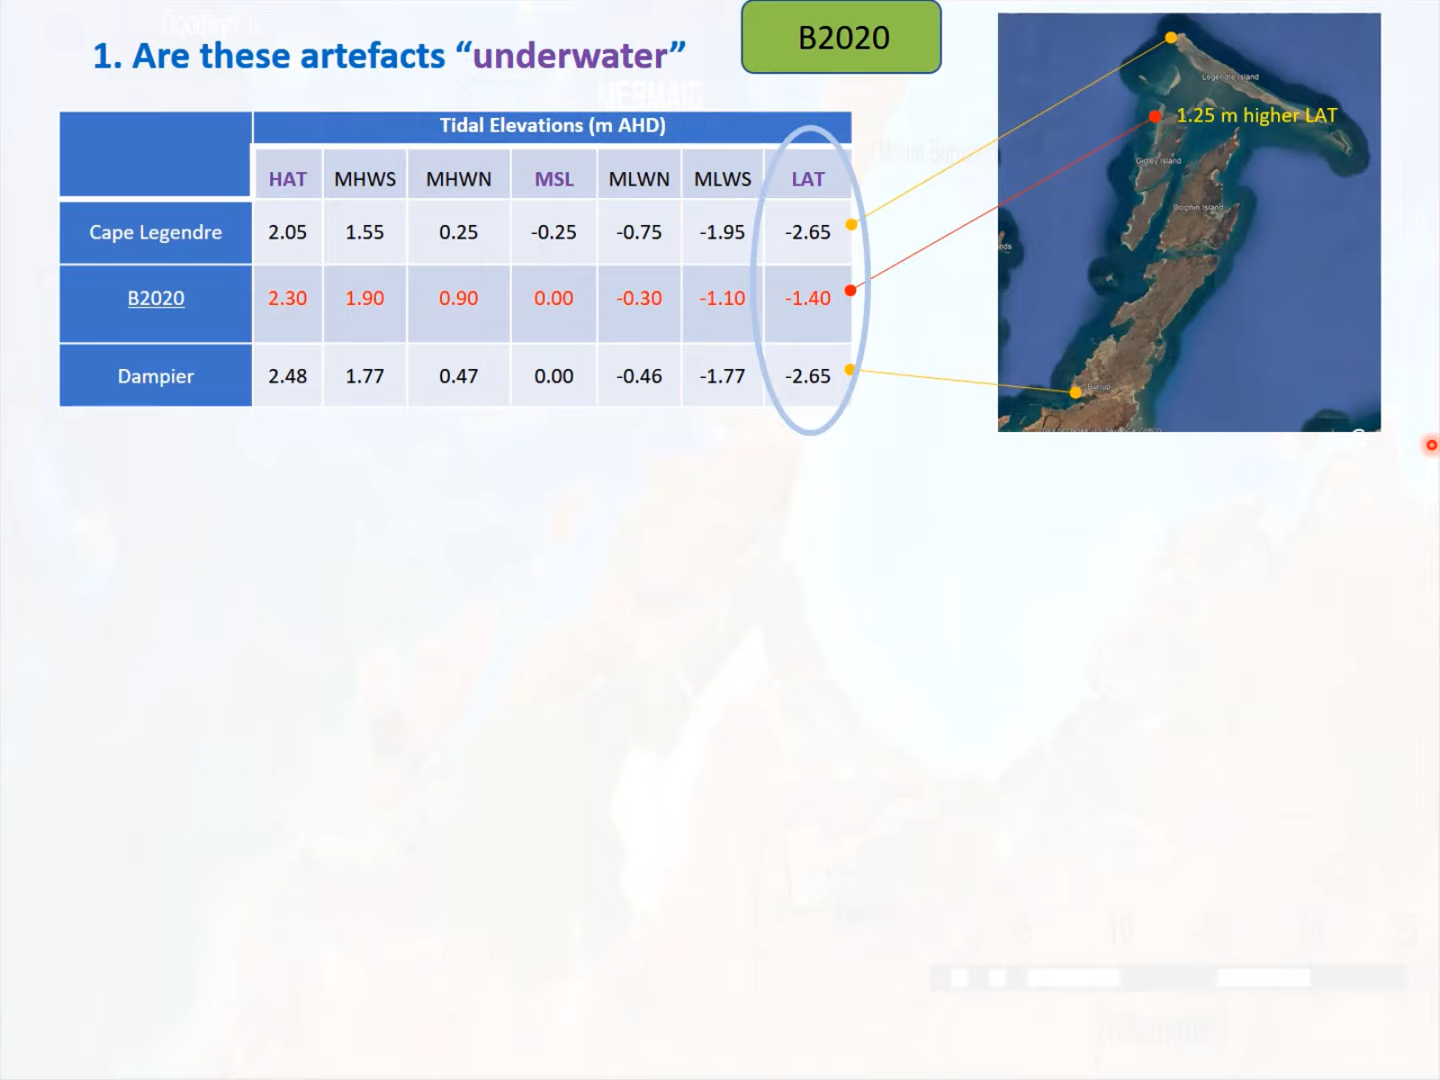 1. Are these artefacts “underwater”
B2020
Tidal Elevations (m AHD)
HAT MHWS MHWN MSL MLWN MLWS LAT
Cape Legendre 2.05 1.55 0.25 -0.25 -0.75 -1.95 -2.65
B2020 2.30 1.90 0.90 0.00 -0.30 -1.10 -1.40
Dampier 2.48 1.77 0.47 0.00 -0.46 -1.77 -2.65
Legendre Island
1.25 m higher LAT
Gidley Island
Dolphin Island
Burrup
MERMAID
10
20